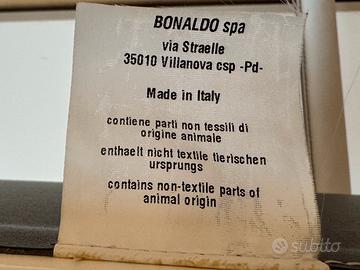 BONALDO spa
via Straelle
35010 Villanova csp -Pd-
Made in Italy
contiene parti non tessili di
origine animale
enthaelt nicht textile tierischen
ursprungs
contains non-textile parts of
animal origin
subito